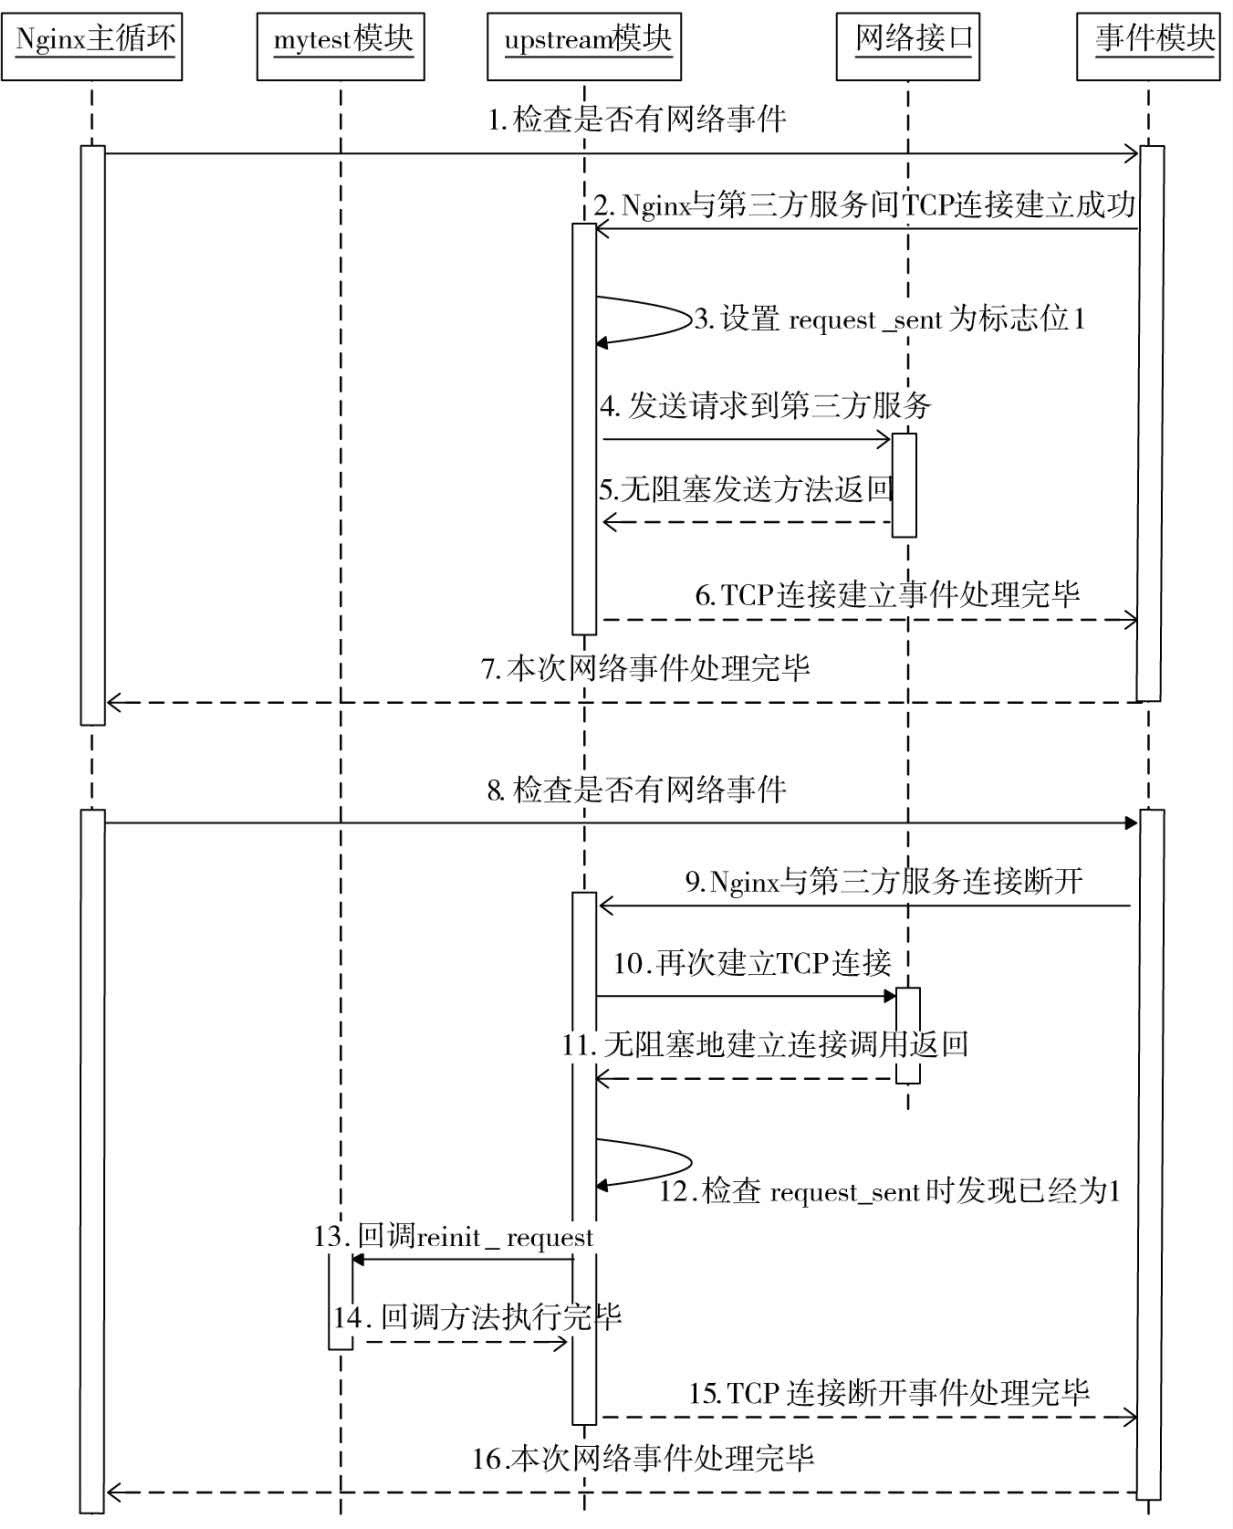 Nginx主循环
mytest模块
upstream模块
网络接口
事件模块
1.检查是否有网络事件
2. Nginx与第三方服务间TCP连接建立成功
3.设置 request_sent 为标志位1
4. 发送请求到第三方服务
5.无阻塞发送方法返回
6.TCP连接建立事件处理完毕
7.本次网络事件处理完毕
8.检查是否有网络事件
9.Nginx与第三方服务连接断开
10.再次建立TCP连接
11. 无阻塞地建立连接调用返回
12.检查 request_sent 时发现已经为1
13. 回调reinit_request
14. 回调方法执行完毕
15.TCP 连接断开事件处理完毕
16.本次网络事件处理完毕